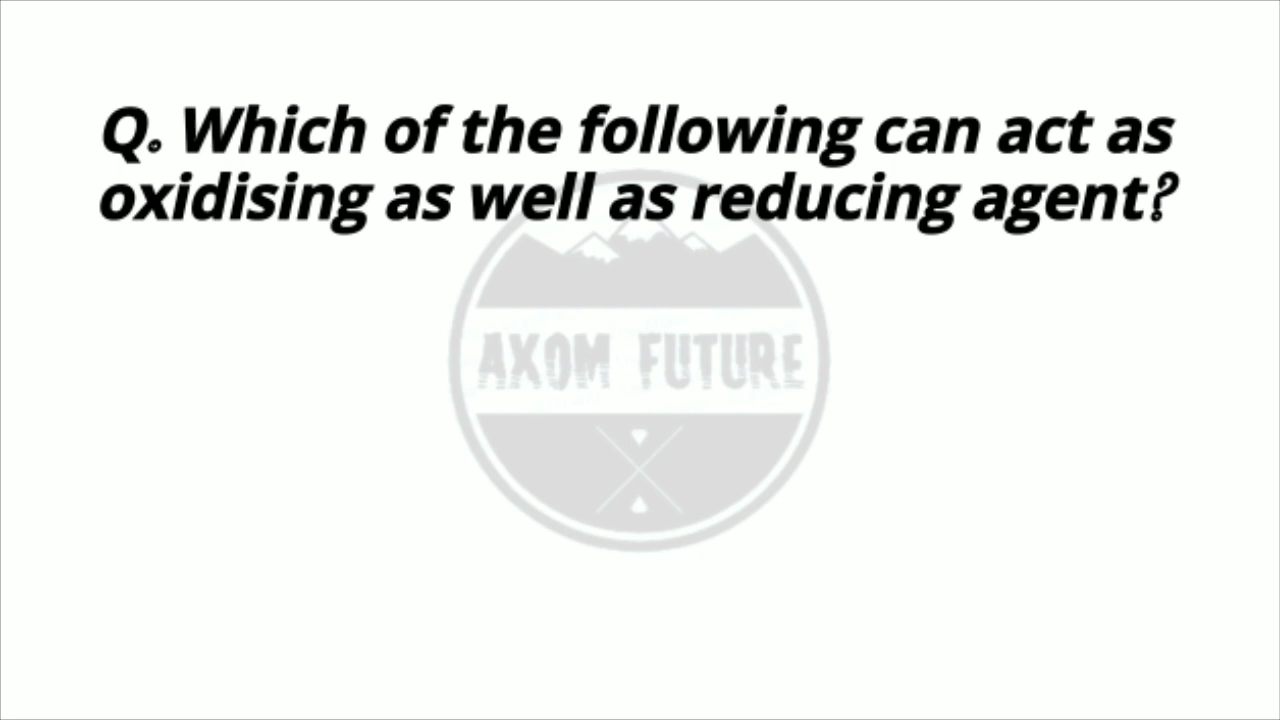 Q. Which of the following can act as
oxidising as well as reducing agent?
AXOM FUTURE